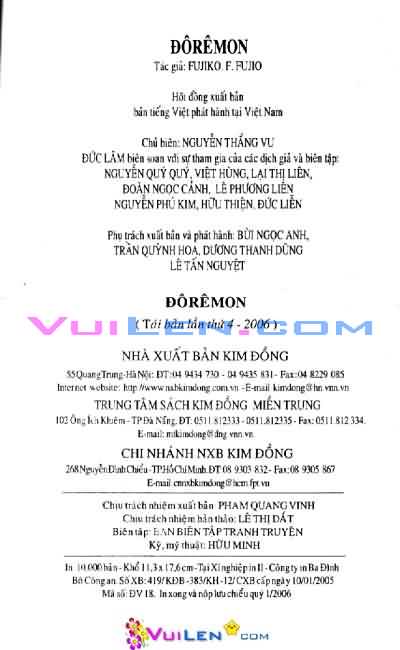 ĐÔRÊMON
Tác giả: FUJIKO. F. FUJIO
Hội đồng xuất bản
bản tiếng Việt phát hành tại Việt Nam
Chủ biên: NGUYỄN THẮNG VU
ĐỨC LÂM biên soạn với sự tham gia của các dịch giả và biên tập:
NGUYỄN QUÝ QUÝ, VIỆT HÙNG, LẠI THỊ LIÊN,
ĐOÀN NGỌC CẢNH, LÊ PHƯƠNG LIÊN
NGUYỄN PHÚ KIM, HỮU THIỆN, ĐỨC LIỄN
Phụ trách xuất bản và phát hành: BÙI NGỌC ANH,
TRẦN QUỲNH HOA, DƯƠNG THANH DŨNG
LÊ TẤN NGUYỆT
ĐÔRÊMON
(Tái bản lần thứ 4 - 2006)
VUILEN.COM
NHÀ XUẤT BẢN KIM ĐỒNG
55 Quang Trung-Hà Nội: ĐT: 04 9434 730 - 04 9435 831- Fax: 04 8229 085
Internet website: http://www.nxbkimdong.com.vn -E-mail kimdong@hn.vnn.vn
TRUNG TÂM SÁCH KIM ĐỒNG MIỀN TRUNG
102 Ông Ích Khiêm - TP Đà Nẵng. ĐT: 0511.812333 - 0511.812335 - Fax: 0511.812 334.
E-mail: mtkimdong@dng.vnn.vn
CHI NHÁNH NXB KIM ĐỒNG
268 Nguyễn Đình Chiểu - TP.Hồ Chí Minh. ĐT 08 9303 832- Fax: 08 9305 867
E-mail cnnxbkimdong@hcm.fpt.vn
Chịu trách nhiệm xuất bản PHẠM QUANG VINH
Chịu trách nhiệm bản thảo: LÊ THỊ DẮT
Biên tập: BAN BIÊN TẬP TRANH TRUYỆN
Kỹ, mỹ thuật: HỮU MINH
In 10.000 bản - Khổ 11,3 x 17,6 cm - Tại Xí nghiệp in II - Công ty in Ba Đình
Bộ Công an. Số XB: 419/KĐB -383/KH -12/CXB cấp ngày 10/01/2005
Mã số: ĐV 18. In xong và nộp lưu chiểu quý 1/2006
VUILEN.COM